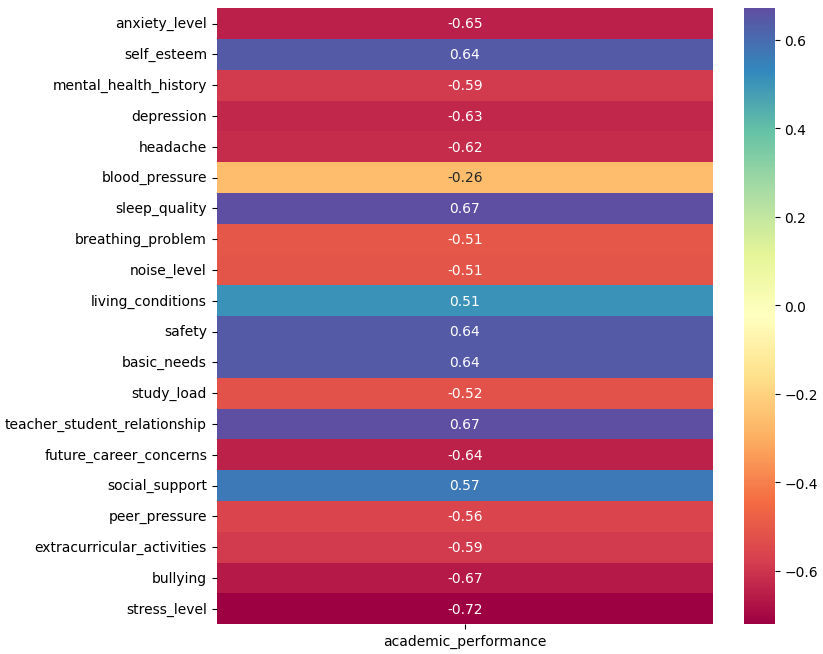 anxiety_level -0.65
self_esteem 0.64
mental_health_history -0.59
depression -0.63
headache -0.62
blood_pressure -0.26
sleep_quality 0.67
breathing_problem -0.51
noise_level -0.51
living_conditions 0.51
safety 0.64
basic_needs 0.64
study_load -0.52
teacher_student_relationship 0.67
future_career_concerns -0.64
social_support 0.57
peer_pressure -0.56
extracurricular_activities -0.59
bullying -0.67
stress_level -0.72
academic_performance
0.6
0.4
0.2
0.0
−0.2
−0.4
−0.6